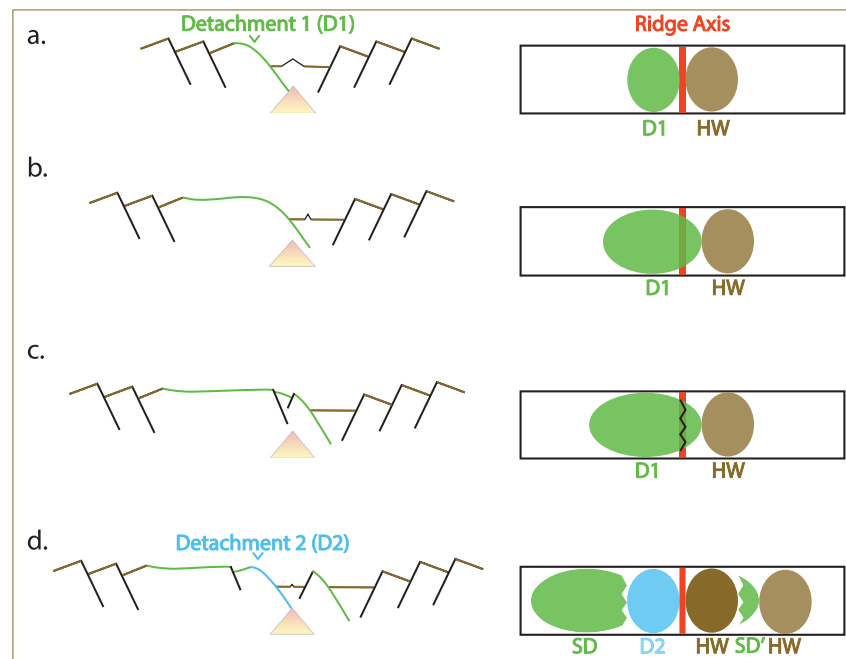 a.
Detachment 1 (D1)
Ridge Axis
D1 HW
b.
D1 HW
c.
D1 HW
d.
Detachment 2 (D2)
SD D2 HW SD' HW